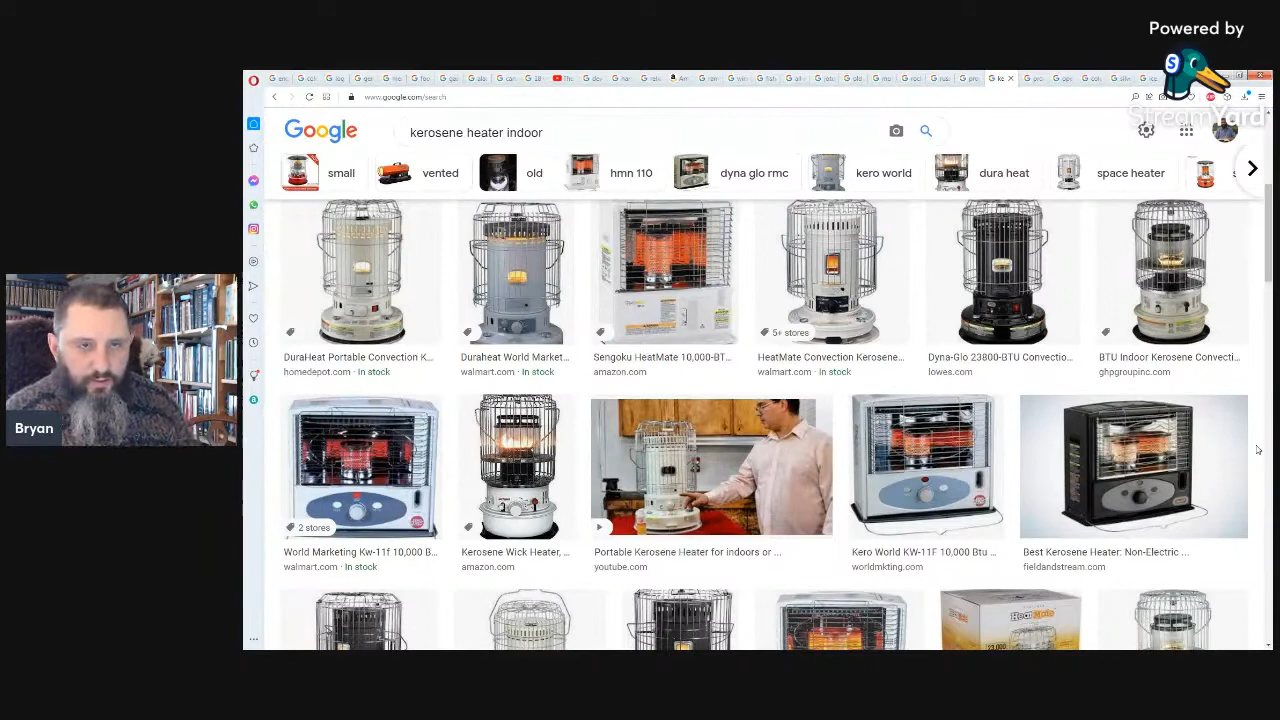 Powered by
StreamYard
www.google.com/search
Google
kerosene heater indoor
small
vented
old
hmn 110
dyna glo rmc
kero world
dura heat
space heater
5+ stores
DuraHeat Portable Convection K...
Duraheat World Market...
Sengoku HeatMate 10,000-BT...
HeatMate Convection Kerosene...
Dyna-Glo 23800-BTU Convectio...
BTU Indoor Kerosene Convecti...
homedepot.com · In stock
walmart.com · In stock
amazon.com
walmart.com · In stock
lowes.com
ghpgroupinc.com
Bryan
2 stores
World Marketing Kw-11f 10,000 B...
Kerosene Wick Heater, ...
Portable Kerosene Heater for indoors or ...
Kero World KW-11F 10,000 Btu ...
Best Kerosene Heater: Non-Electric ...
walmart.com · In stock
amazon.com
youtube.com
worldmkting.com
fieldandstream.com
HeatMate
23,000